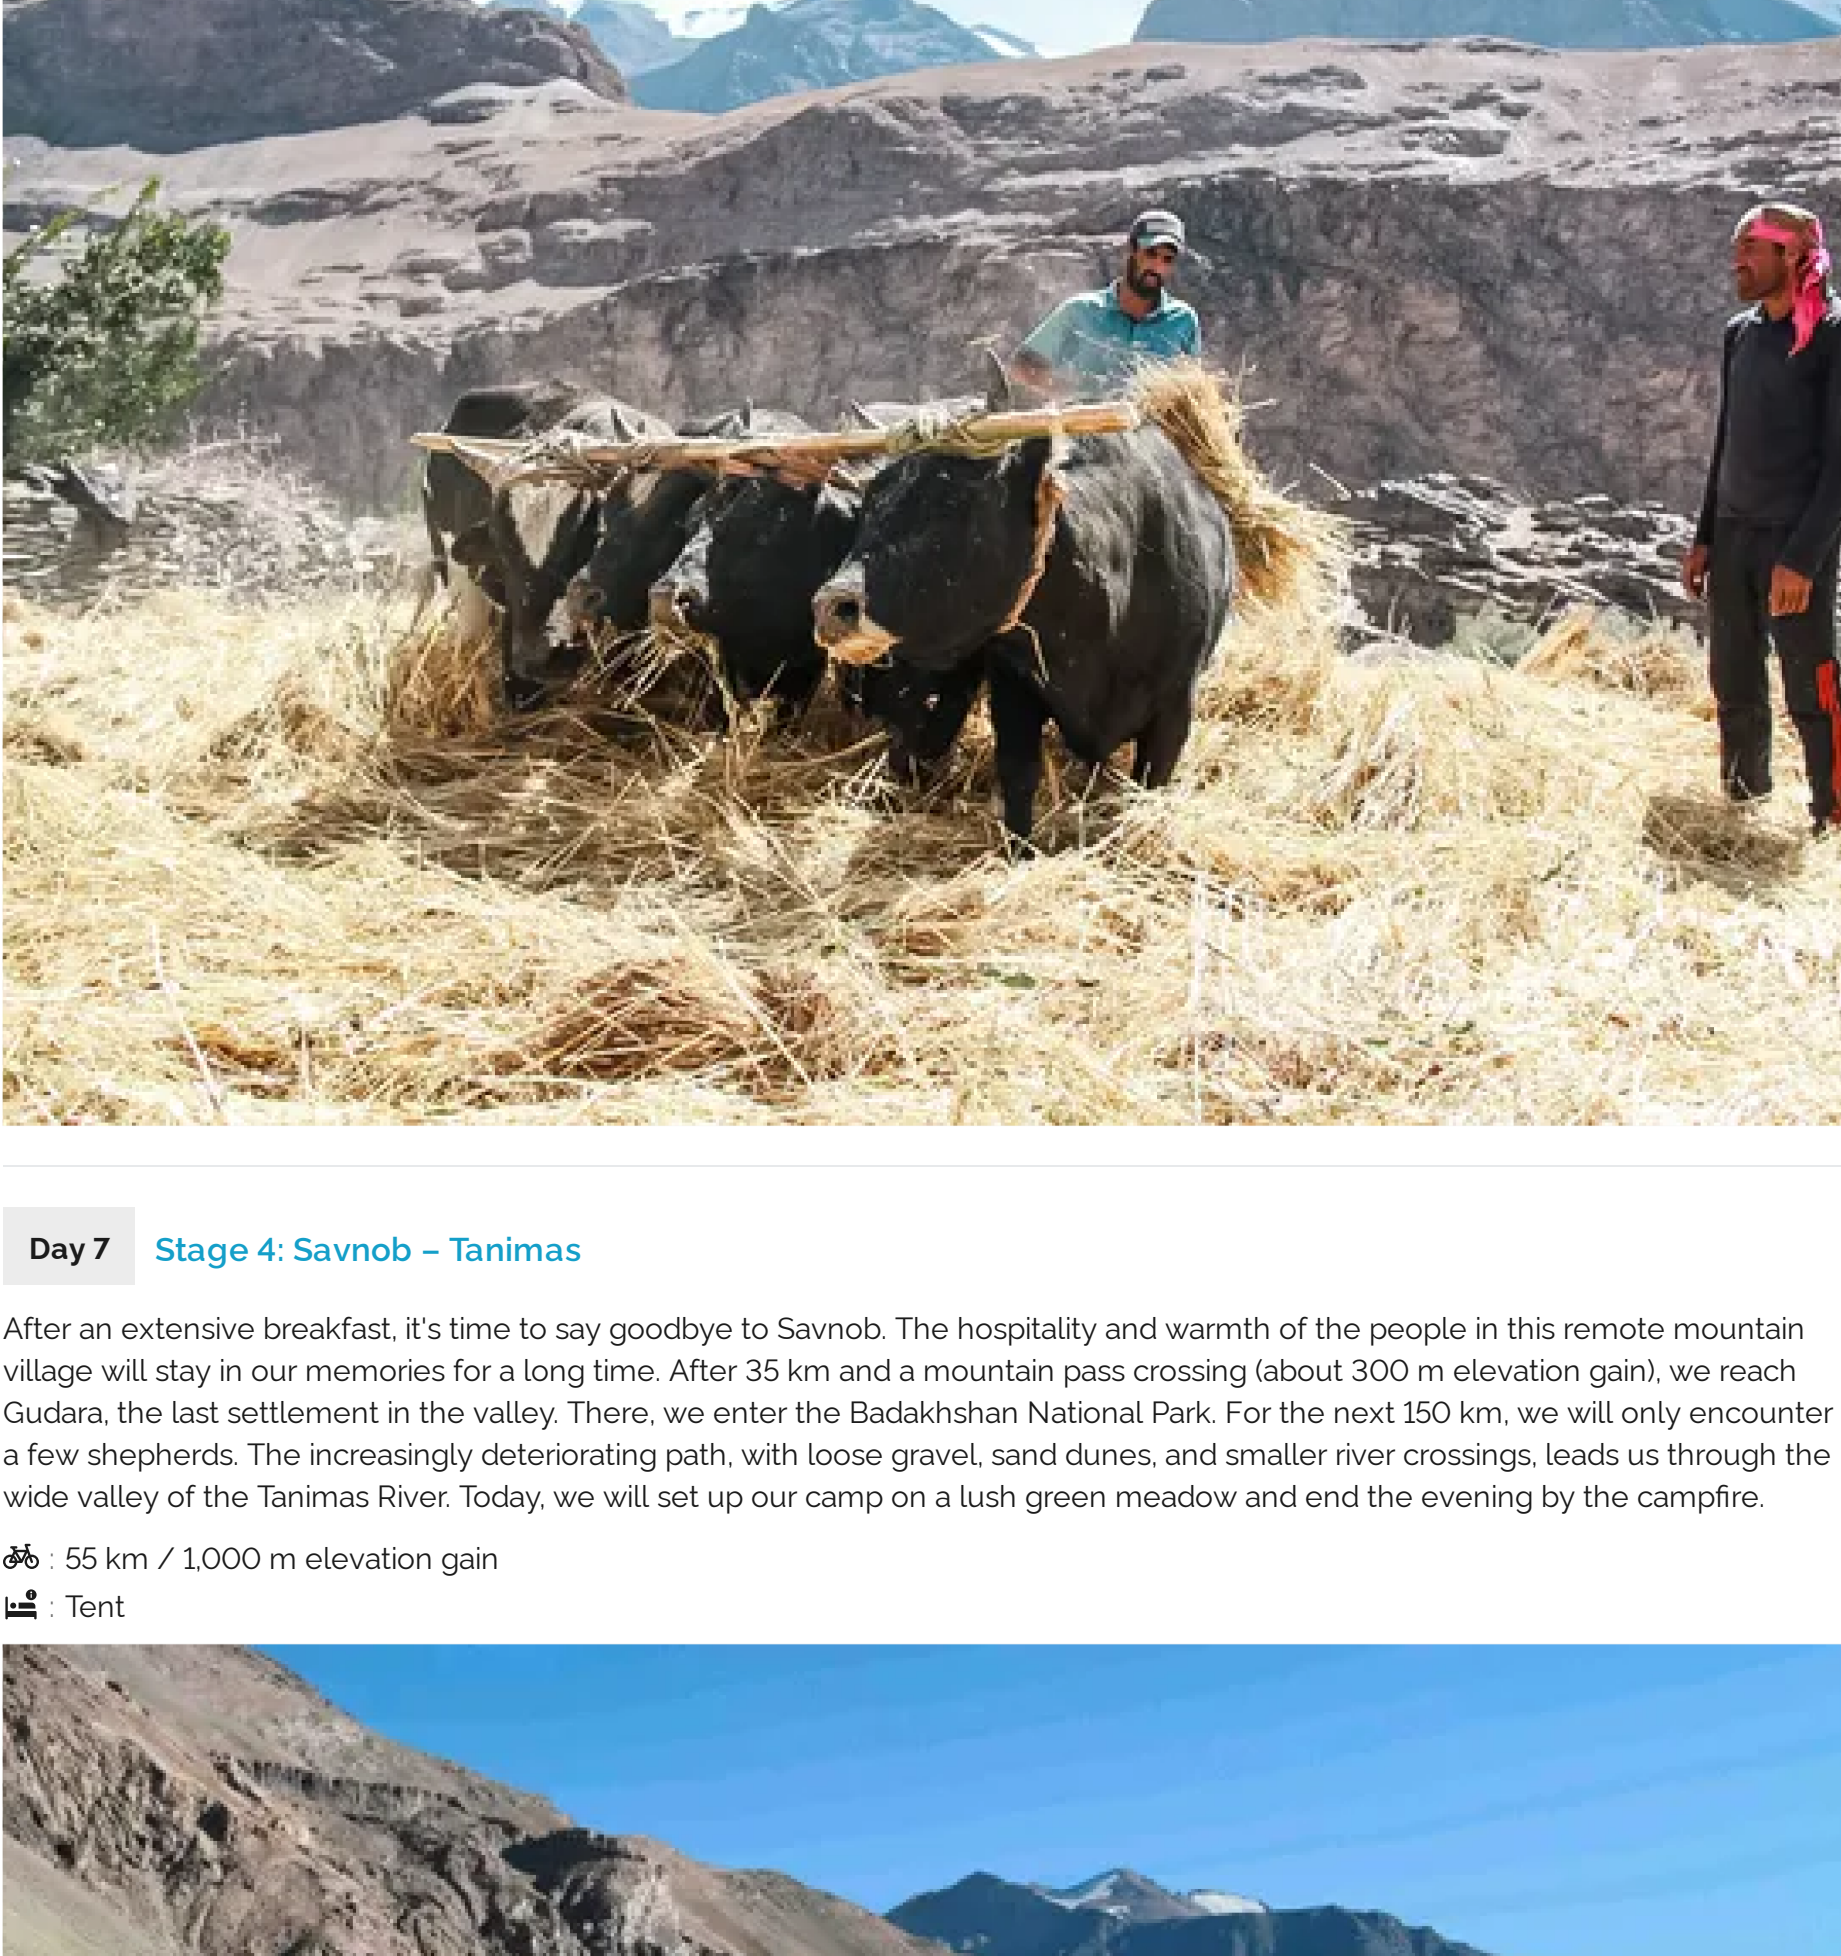 Day 7
Stage 4: Savnob – Tanimas
After an extensive breakfast, it's time to say goodbye to Savnob. The hospitality and warmth of the people in this remote mountain
village will stay in our memories for a long time. After 35 km and a mountain pass crossing (about 300 m elevation gain), we reach
Gudara, the last settlement in the valley. There, we enter the Badakhshan National Park. For the next 150 km, we will only encounter
a few shepherds. The increasingly deteriorating path, with loose gravel, sand dunes, and smaller river crossings, leads us through the
wide valley of the Tanimas River. Today, we will set up our camp on a lush green meadow and end the evening by the campfire.
: 55 km / 1,000 m elevation gain
: Tent